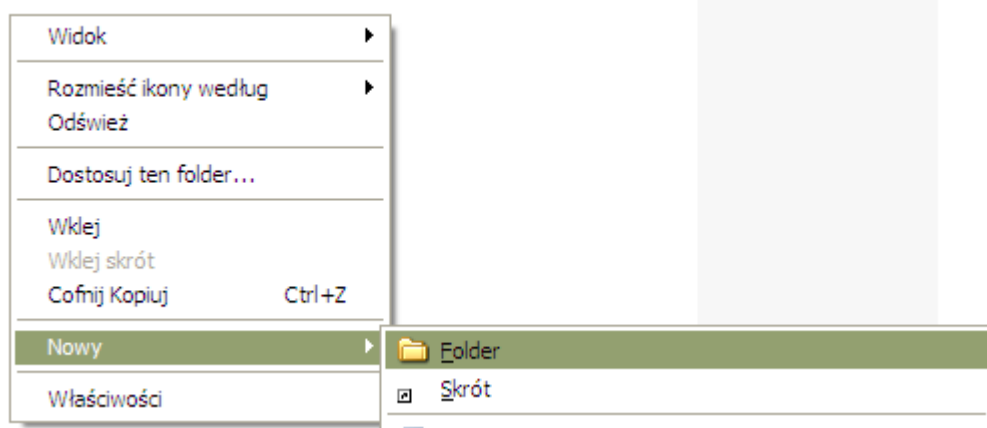 Widok
Rozmieść ikony według
Odśwież
Dostosuj ten folder...
Wklej
Wklej skrót
Cofnij Kopiuj Ctrl+Z
Nowy
Folder
Skrót
Właściwości